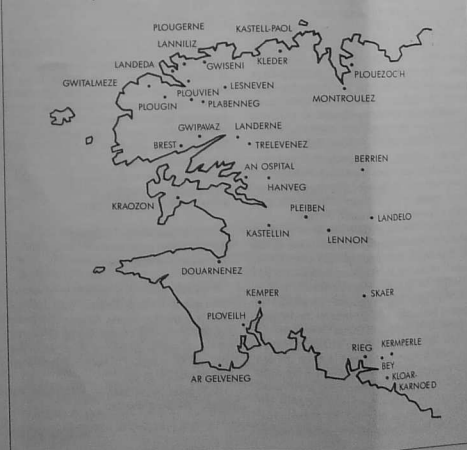 PLOUGERNE
KASTELL-PAOL
LANNILIZ
LANDEDA
GWISENI
KLEDER
PLOUEZOC'H
GWITALMEZE
PLOUVIEN
LESNEVEN
PLOUGIN
PLABENNEG
MONTROULEZ
GWIPAVAZ
LANDERNE
BREST
TRELEVENEZ
BERRIEN
AN OSPITAL
HANVEG
KRAOZON
PLEIBEN
LANDELO
KASTELLIN
LENNON
DOUARNENEZ
KEMPER
SKAER
PLOVEILH
RIEG
KERMPERLE
BEY
KLOAR-
KARNOED
AR GELVENEG